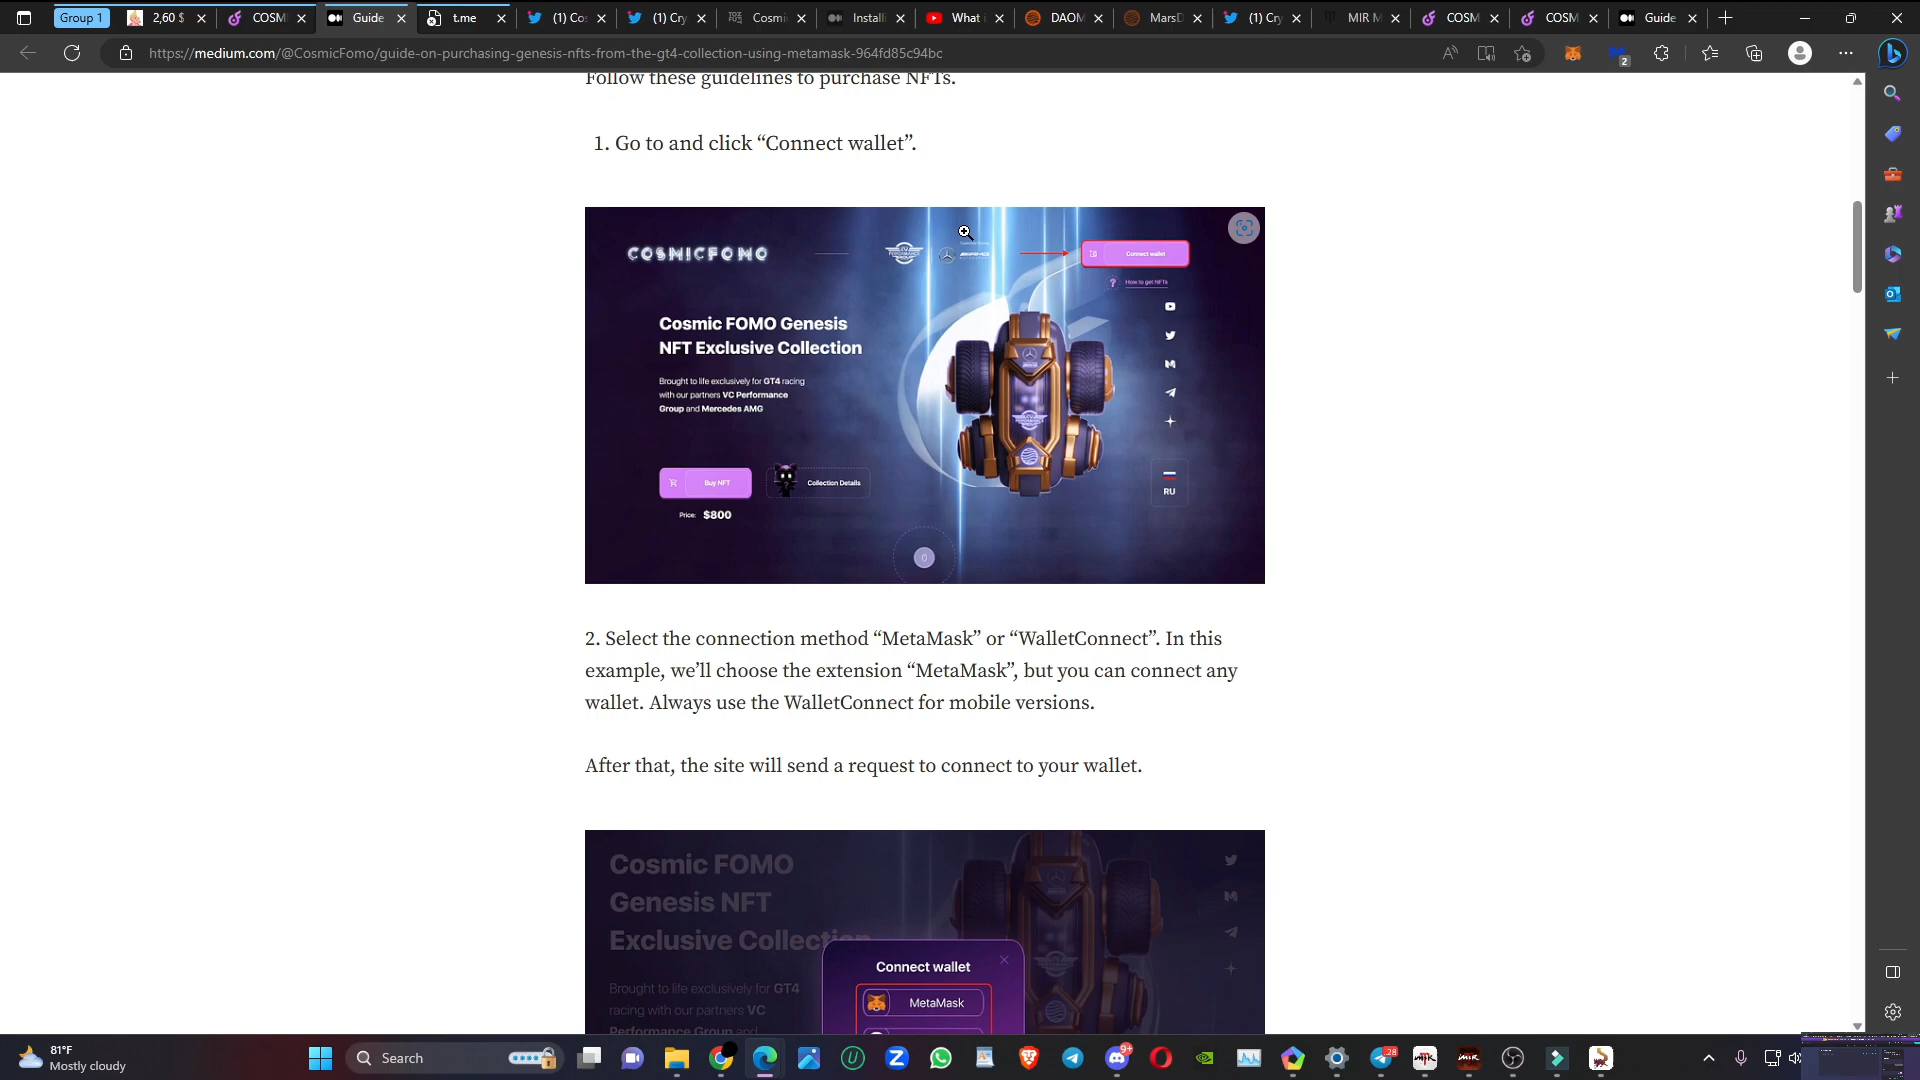 Group 1
2,60 $
COSMI
Guide
t.me
(1) Cos
(1) Cry
Cosmi
Install
What i
DAOM
MarsD
(1) Cry
MIR M
COSM
COSM
Guide
https://medium.com/@CosmicFomo/guide-on-purchasing-genesis-nfts-from-the-gt4-collection-using-metamask-964fd85c94bc
2
Follow these guidelines to purchase NFTs.
1. Go to and click “Connect wallet”.
COSMICFOMO
Connect wallet
? How to get NFTs
Cosmic FOMO Genesis
NFT Exclusive Collection
Brought to life exclusively for GT4 racing
with our partners VC Performance
Group and Mercedes AMG
Buy NFT
Collection Details
Price: $800
RU
2. Select the connection method “MetaMask” or “WalletConnect”. In this
example, we’ll choose the extension “MetaMask”, but you can connect any
wallet. Always use the WalletConnect for mobile versions.
After that, the site will send a request to connect to your wallet.
Cosmic FOMO
Genesis NFT
Exclusive Collection
Connect wallet
Brought to life exclusively for GT4
racing with our partners VC
Performance Group and
MetaMask
81°F
Mostly cloudy
Search
9+
28